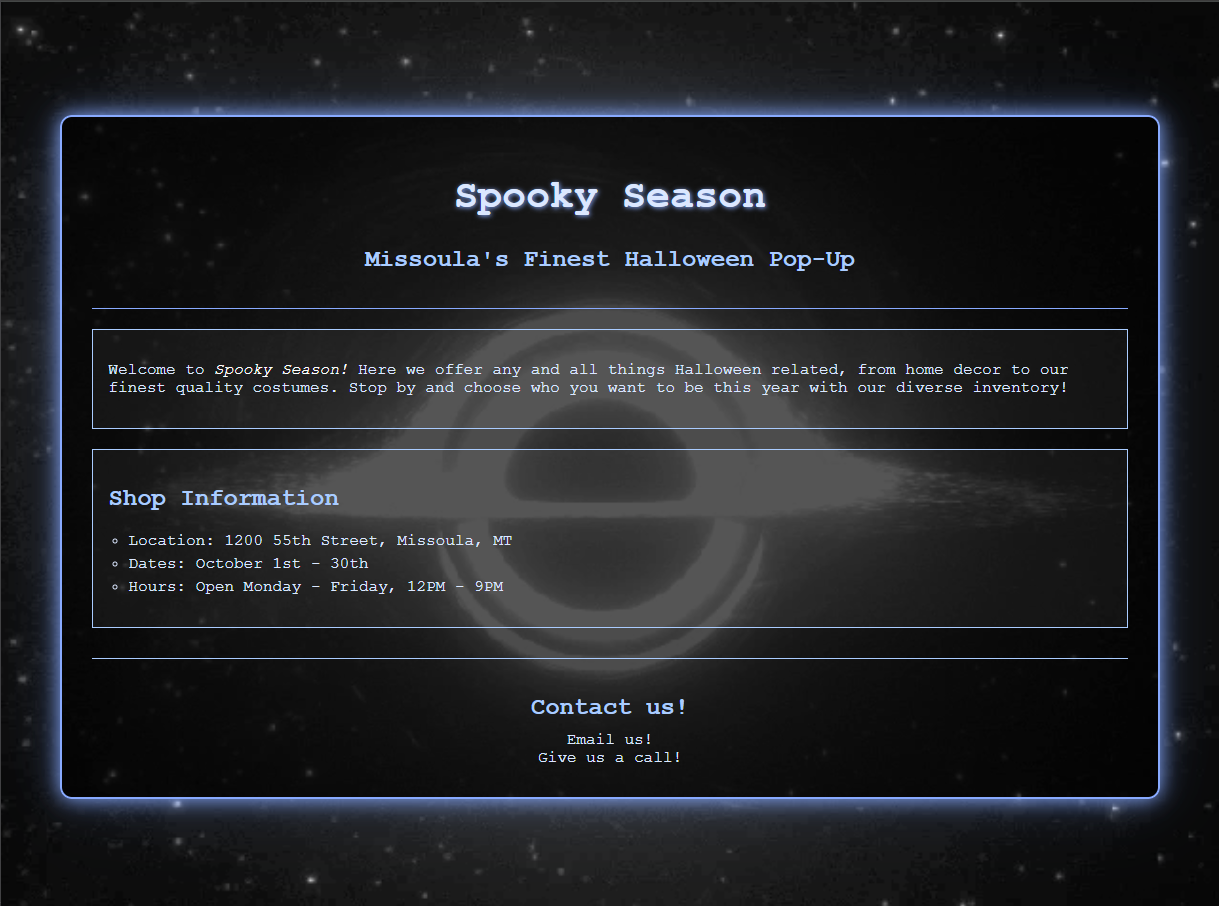 Spooky Season
Missoula's Finest Halloween Pop-Up
Welcome to Spooky Season! Here we offer any and all things Halloween related, from home decor to our
finest quality costumes. Stop by and choose who you want to be this year with our diverse inventory!
Shop Information
Location: 1200 55th Street, Missoula, MT
Dates: October 1st - 30th
Hours: Open Monday - Friday, 12PM - 9PM
Contact us!
Email us!
Give us a call!